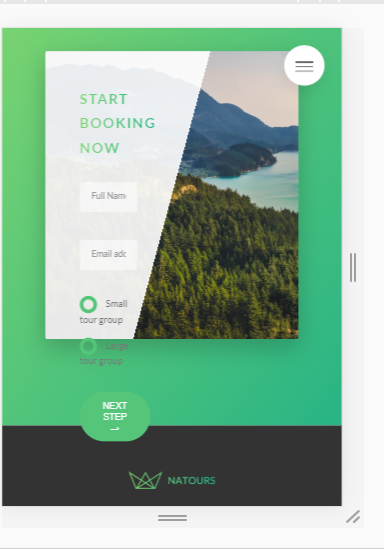 START
BOOKING
NOW
Full Nam
Email adc
Small
tour group
Large
tour group
NEXT
STEP
→
NATOURS